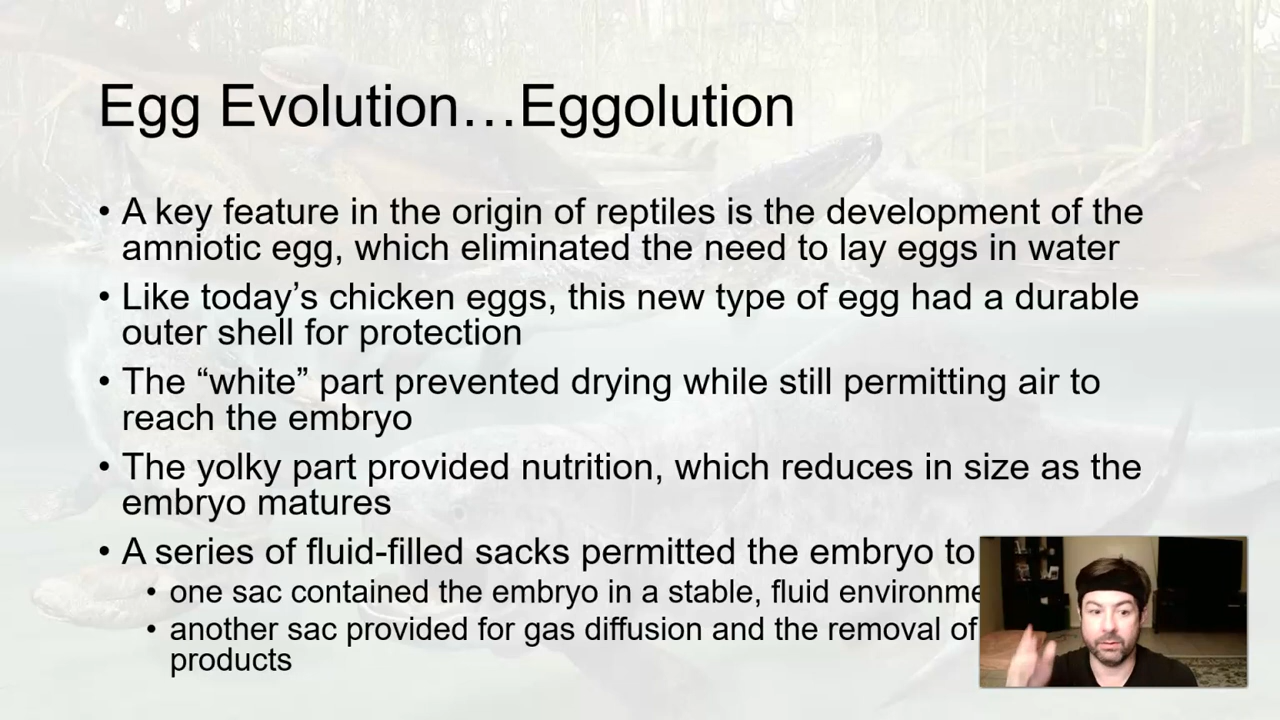 Egg Evolution…Eggolution
• A key feature in the origin of reptiles is the development of the
amniotic egg, which eliminated the need to lay eggs in water
• Like today’s chicken eggs, this new type of egg had a durable
outer shell for protection
• The “white” part prevented drying while still permitting air to
reach the embryo
• The yolky part provided nutrition, which reduces in size as the
embryo matures
• A series of fluid-filled sacks permitted the embryo to
• one sac contained the embryo in a stable, fluid
• another sac provided for gas diffusion and the removal of
products